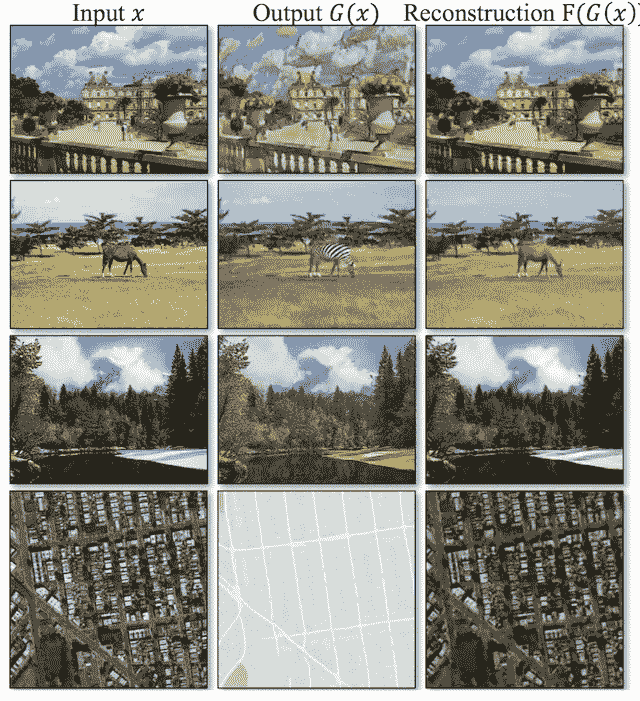 Input x
Output G(x)
Reconstruction F(G(x))